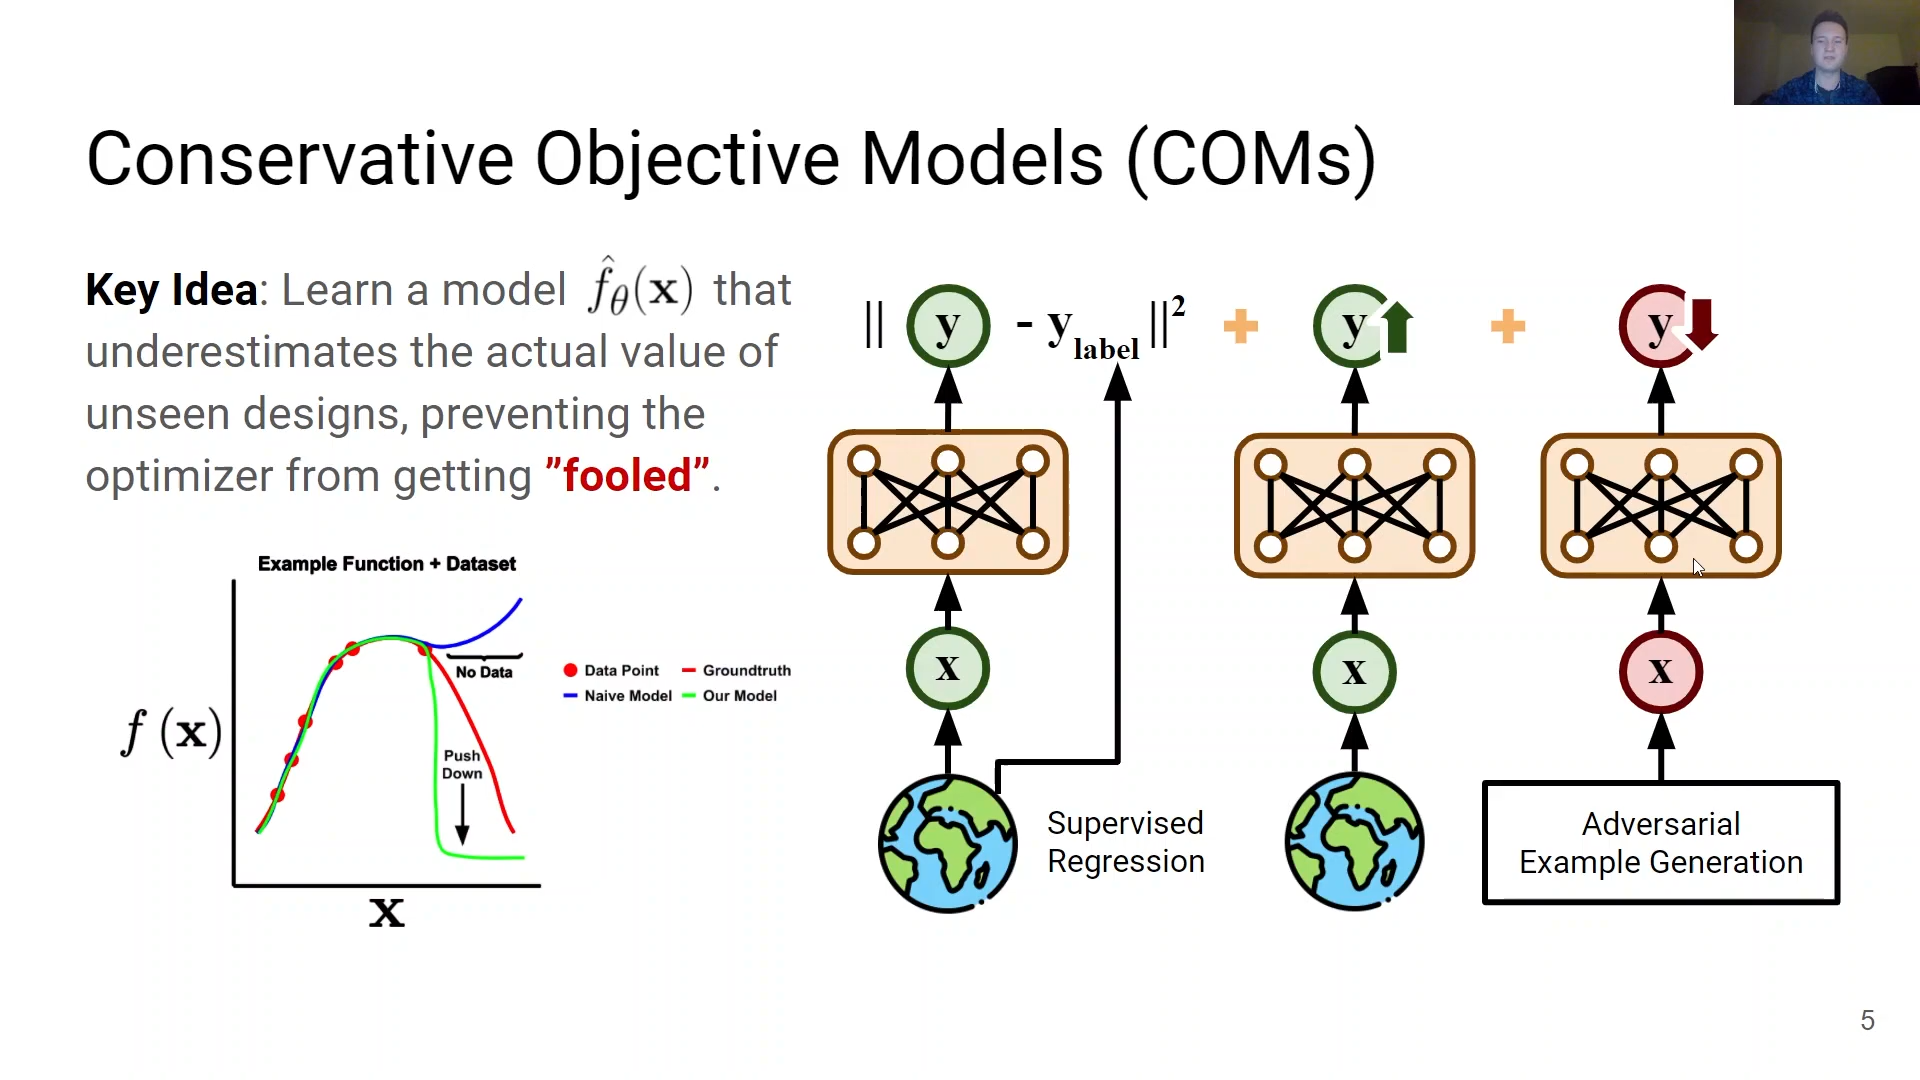 Conservative Objective Models (COMs)
Key Idea: Learn a model f̂θ(x) that
underestimates the actual value of
unseen designs, preventing the
optimizer from getting ”fooled”.
Example Function + Dataset
No Data
Push
Down
f (x)
x
Data Point
Groundtruth
Naive Model
Our Model
|| y - ylabel ||2
+
y
+
y
x
x
x
Supervised
Regression
Adversarial
Example Generation
5